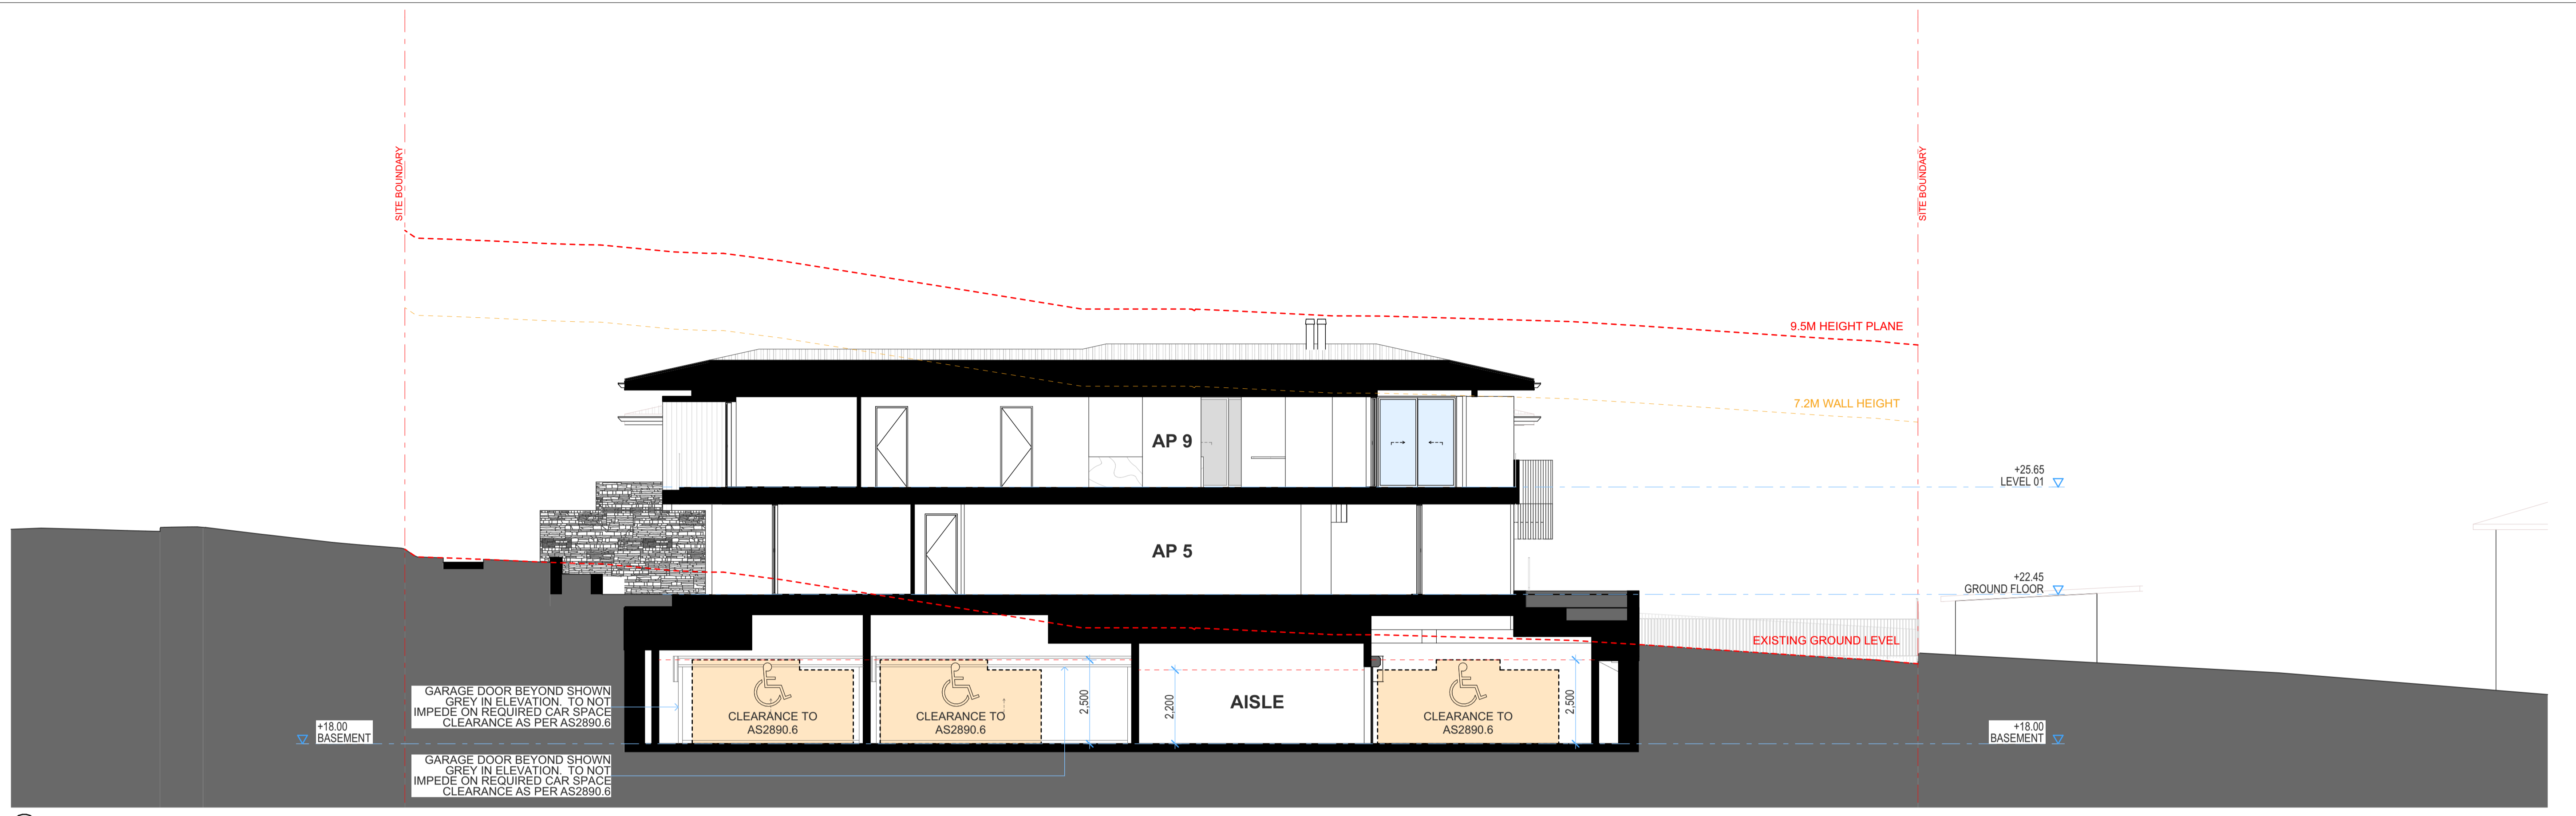 SITE BOUNDARY
SITE BOUNDARY
9.5M HEIGHT PLANE
7.2M WALL HEIGHT
AP 9
+25.65
LEVEL 01
AP 5
+22.45
GROUND FLOOR
EXISTING GROUND LEVEL
GARAGE DOOR BEYOND SHOWN
GREY IN ELEVATION. TO NOT
IMPEDE ON REQUIRED CAR SPACE
CLEARANCE AS PER AS2890.6
CLEARANCE TO
AS2890.6
CLEARANCE TO
AS2890.6
2,500
2,200
AISLE
CLEARANCE TO
AS2890.6
2,500
+18.00
BASEMENT
+18.00
BASEMENT
GARAGE DOOR BEYOND SHOWN
GREY IN ELEVATION. TO NOT
IMPEDE ON REQUIRED CAR SPACE
CLEARANCE AS PER AS2890.6